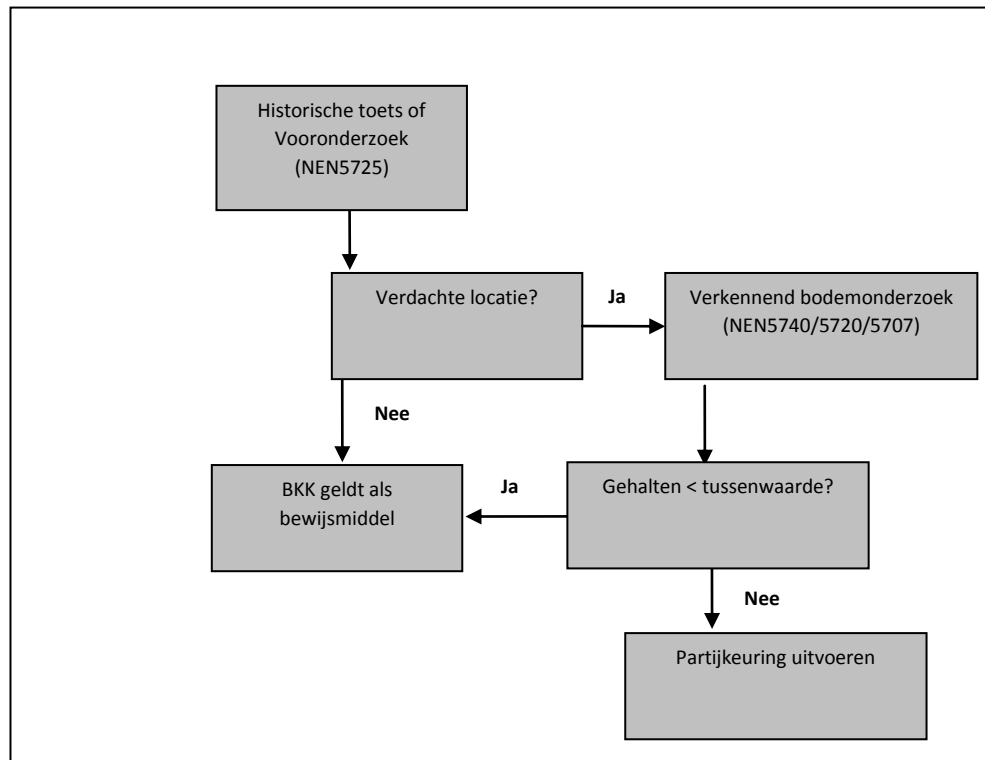 Historische toets of
Vooronderzoek
(NEN5725)
Verdachte locatie?
Ja
Verkennend bodemonderzoek
(NEN5740/5720/5707)
Nee
BKK geldt als
bewijsmiddel
Ja
Gehalten < tussenwaarde?
Nee
Partijkeuring uitvoeren